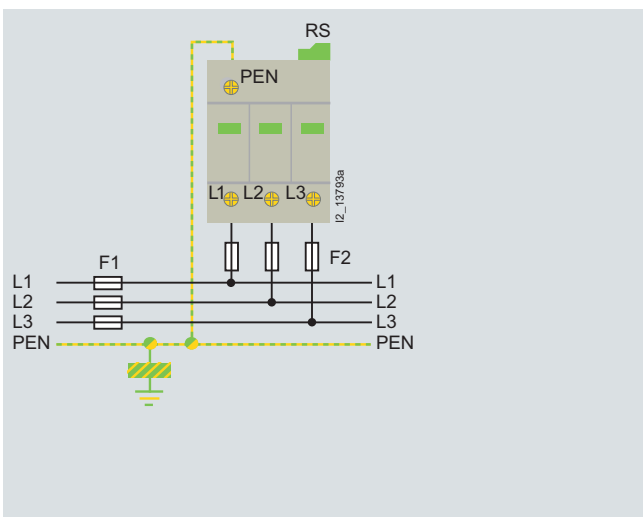 RS
PEN
L1 L2 L3
I2_13793a
F1 F2
L1 L1
L2 L2
L3 L3
PEN PEN